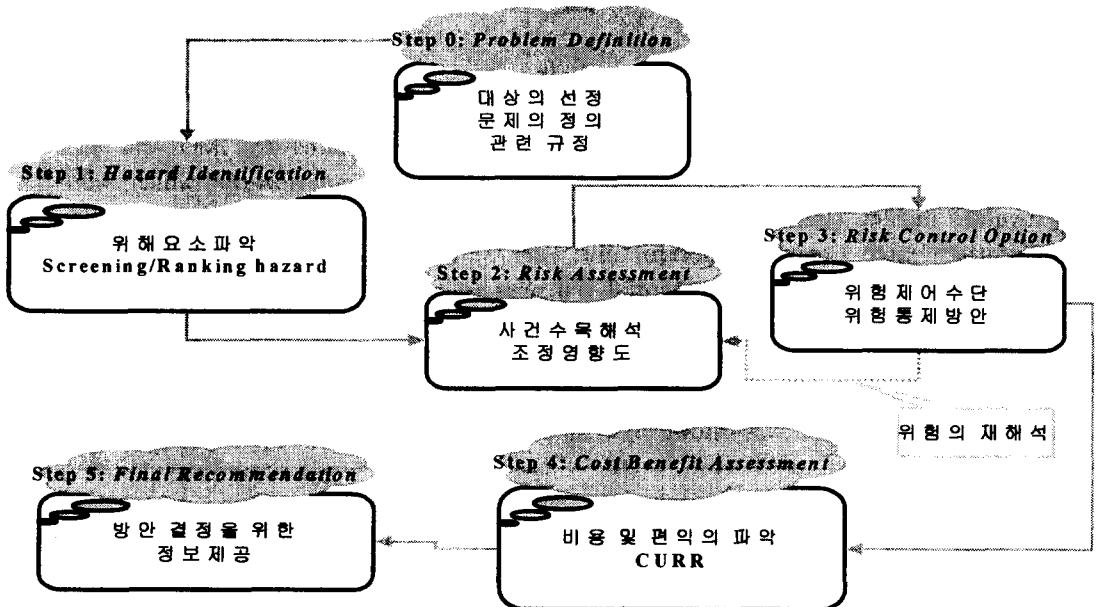 Step 0: Problem Definition
대상의 선정
문제의 정의
관련 규정
Step 1: Hazard Identification
위해요소파악
Screening/Ranking hazard
Step 2: Risk Assessment
사건수목해석
조정영향도
Step 3: Risk Control Option
위험제어수단
위험통제방안
위험의 재해석
Step 4: Cost Benefit Assessment
비용 및 편익의 파악
CURR
Step 5: Final Recommendation
방안 결정을 위한
정보제공